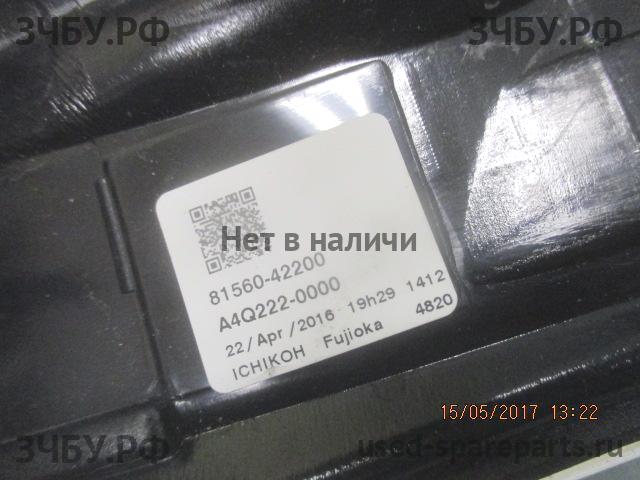 ЗЧБУ.РФ
ЗЧБУ.РФ
Нет в наличи
81560-42200
A4Q222-0000
22/Apr/2016 19h29 1412
ICHIKOH Fujioka 4820
15/05/2017 13:22
ЗЧБУ.РФ
used-spareparts.ru